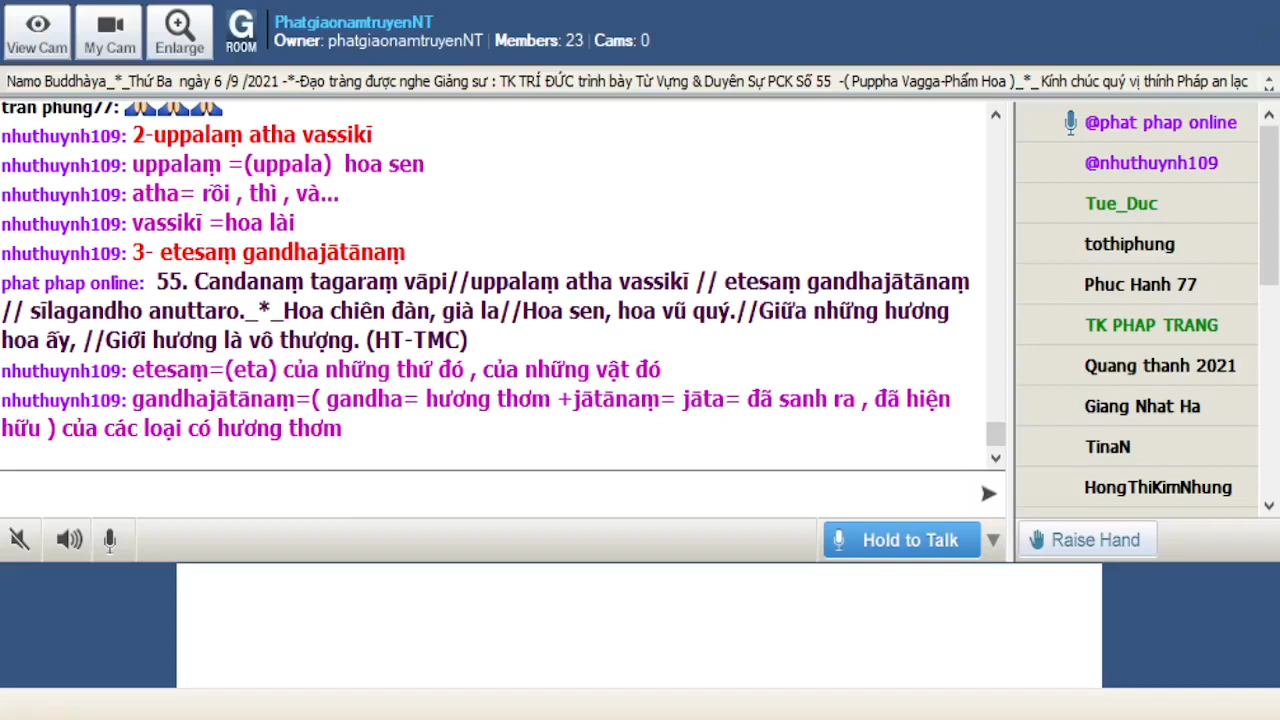 View Cam
My Cam
Enlarge
G
ROOM
PhatgiaonamtruyenNT
Owner: phatgiaonamtruyenNT | Members: 23 | Cams: 0
Namo Buddhàya_*_Thứ Ba ngày 6 /9 /2021 -*-Đạo tràng được nghe Giảng sư : TK TRÍ ĐỨC trình bày Từ Vựng & Duyên Sự PCK Số 55 -( Puppha Vagga-Phẩm Hoa )_*_ Kính chúc quý vị thính Pháp an lạc
tran phung//: 🙏🙏🙏
nhuthuynh109: 2-uppalaṃ atha vassikī
nhuthuynh109: uppalaṃ =(uppala) hoa sen
nhuthuynh109: atha= rồi , thì , và...
nhuthuynh109: vassikī =hoa lài
nhuthuynh109: 3- etesaṃ gandhajātānaṃ
phat phap online: 55. Candanaṃ tagaraṃ vāpi//uppalaṃ atha vassikī // etesaṃ gandhajātānaṃ
// sīlagandho anuttaro._*_Hoa chiên đàn, già la//Hoa sen, hoa vũ quý.//Giữa những hương
hoa ấy, //Giới hương là vô thượng. (HT-TMC)
nhuthuynh109: etesaṃ=(eta) của những thứ đó , của những vật đó
nhuthuynh109: gandhajātānaṃ=( gandha= hương thơm +jātānaṃ= jāta= đã sanh ra , đã hiện
hữu ) của các loại có hương thơm
@phat phap online
@nhuthuynh109
Tue_Duc
tothiphung
Phuc Hanh 77
TK PHAP TRANG
Quang thanh 2021
Giang Nhat Ha
TinaN
HongThiKimNhung
Hold to Talk
Raise Hand